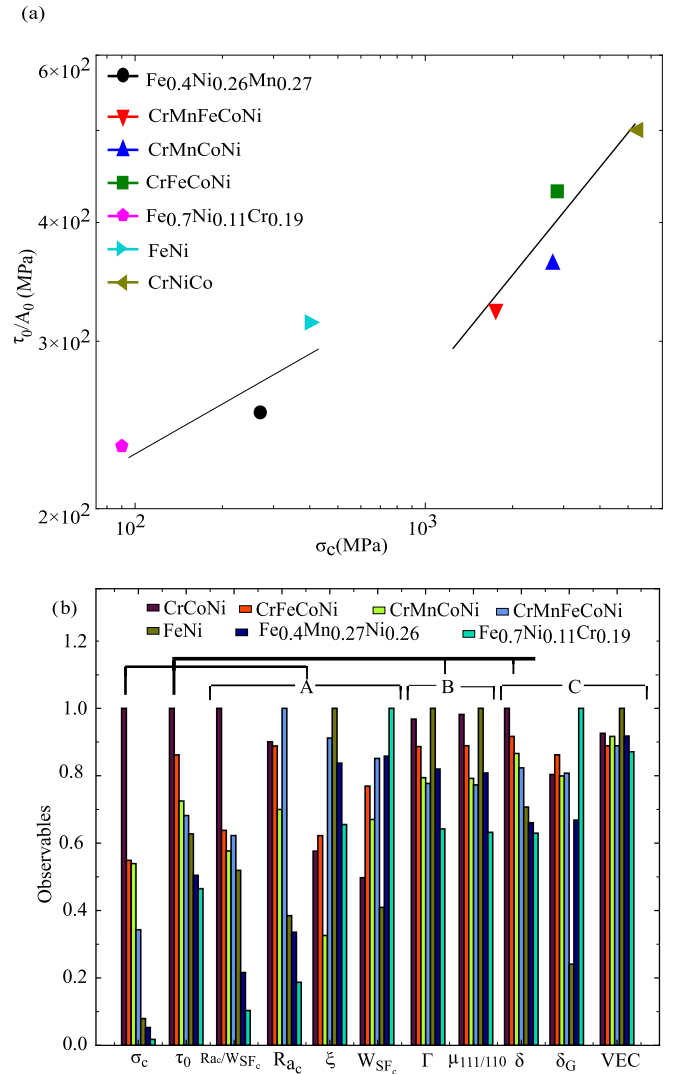 (a)
6×10²
Fe0.4Ni0.26Mn0.27
CrMnFeCoNi
CrMnCoNi
CrFeCoNi
Fe0.7Ni0.11Cr0.19
FeNi
CrNiCo
4×10²
3×10²
2×10²
τ0/A0 (MPa)
10² 10³
σc(MPa)
(b)
CrCoNi CrFeCoNi CrMnCoNi CrMnFeCoNi
FeNi Fe0.4Mn0.27Ni0.26 Fe0.7Ni0.11Cr0.19
1.2
A B C
1.0
0.8
0.6
0.4
0.2
0.0
Observables
σc τ0 Rac/WSFc Rac ξ WSFc Γ μ111/110 δ δG VEC